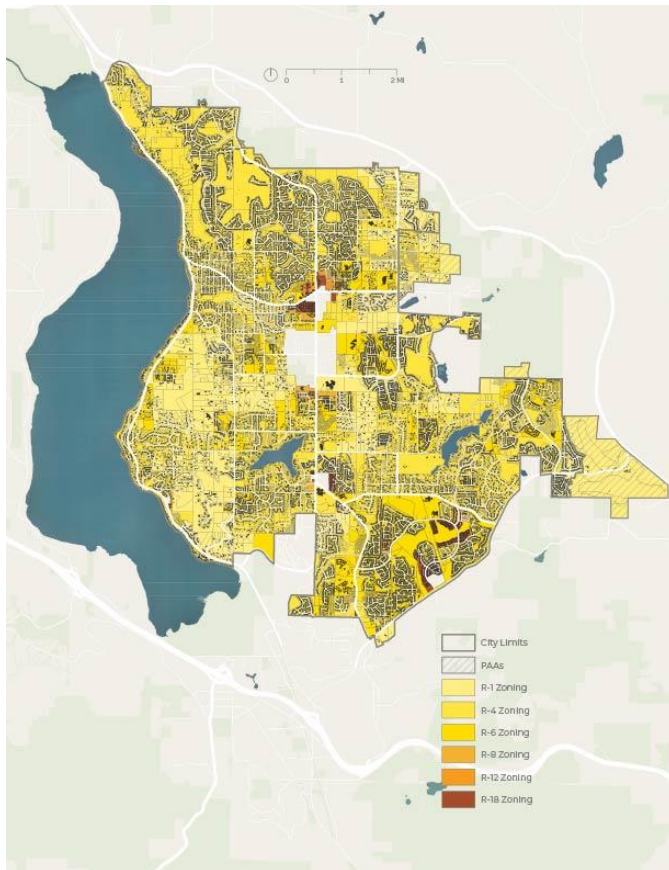 0 1 2 MI
City Limits
PAAs
R-1 Zoning
R-4 Zoning
R-6 Zoning
R-8 Zoning
R-12 Zoning
R-18 Zoning